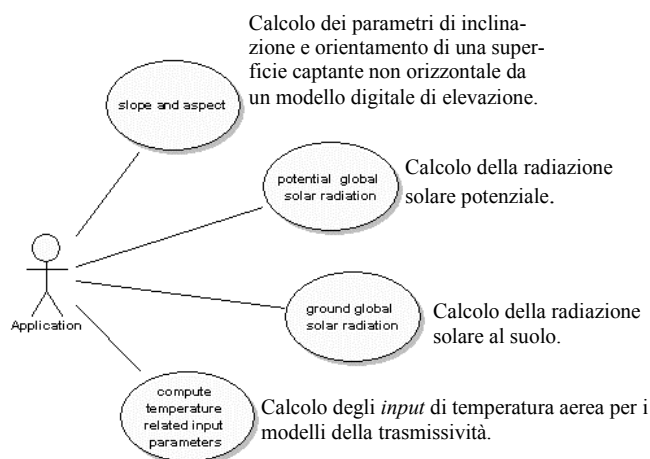 Calcolo dei parametri di inclina-
zione e orientamento di una super-
ficie captante non orizzontale da
un modello digitale di elevazione.
slope and aspect
potential global
solar radiation
Calcolo della radiazione
solare potenziale.
Application
ground global
solar radiation
Calcolo della radiazione
solare al suolo.
compute
temperature
related input
parameters
Calcolo degli input di temperatura aerea per i
modelli della trasmissività.